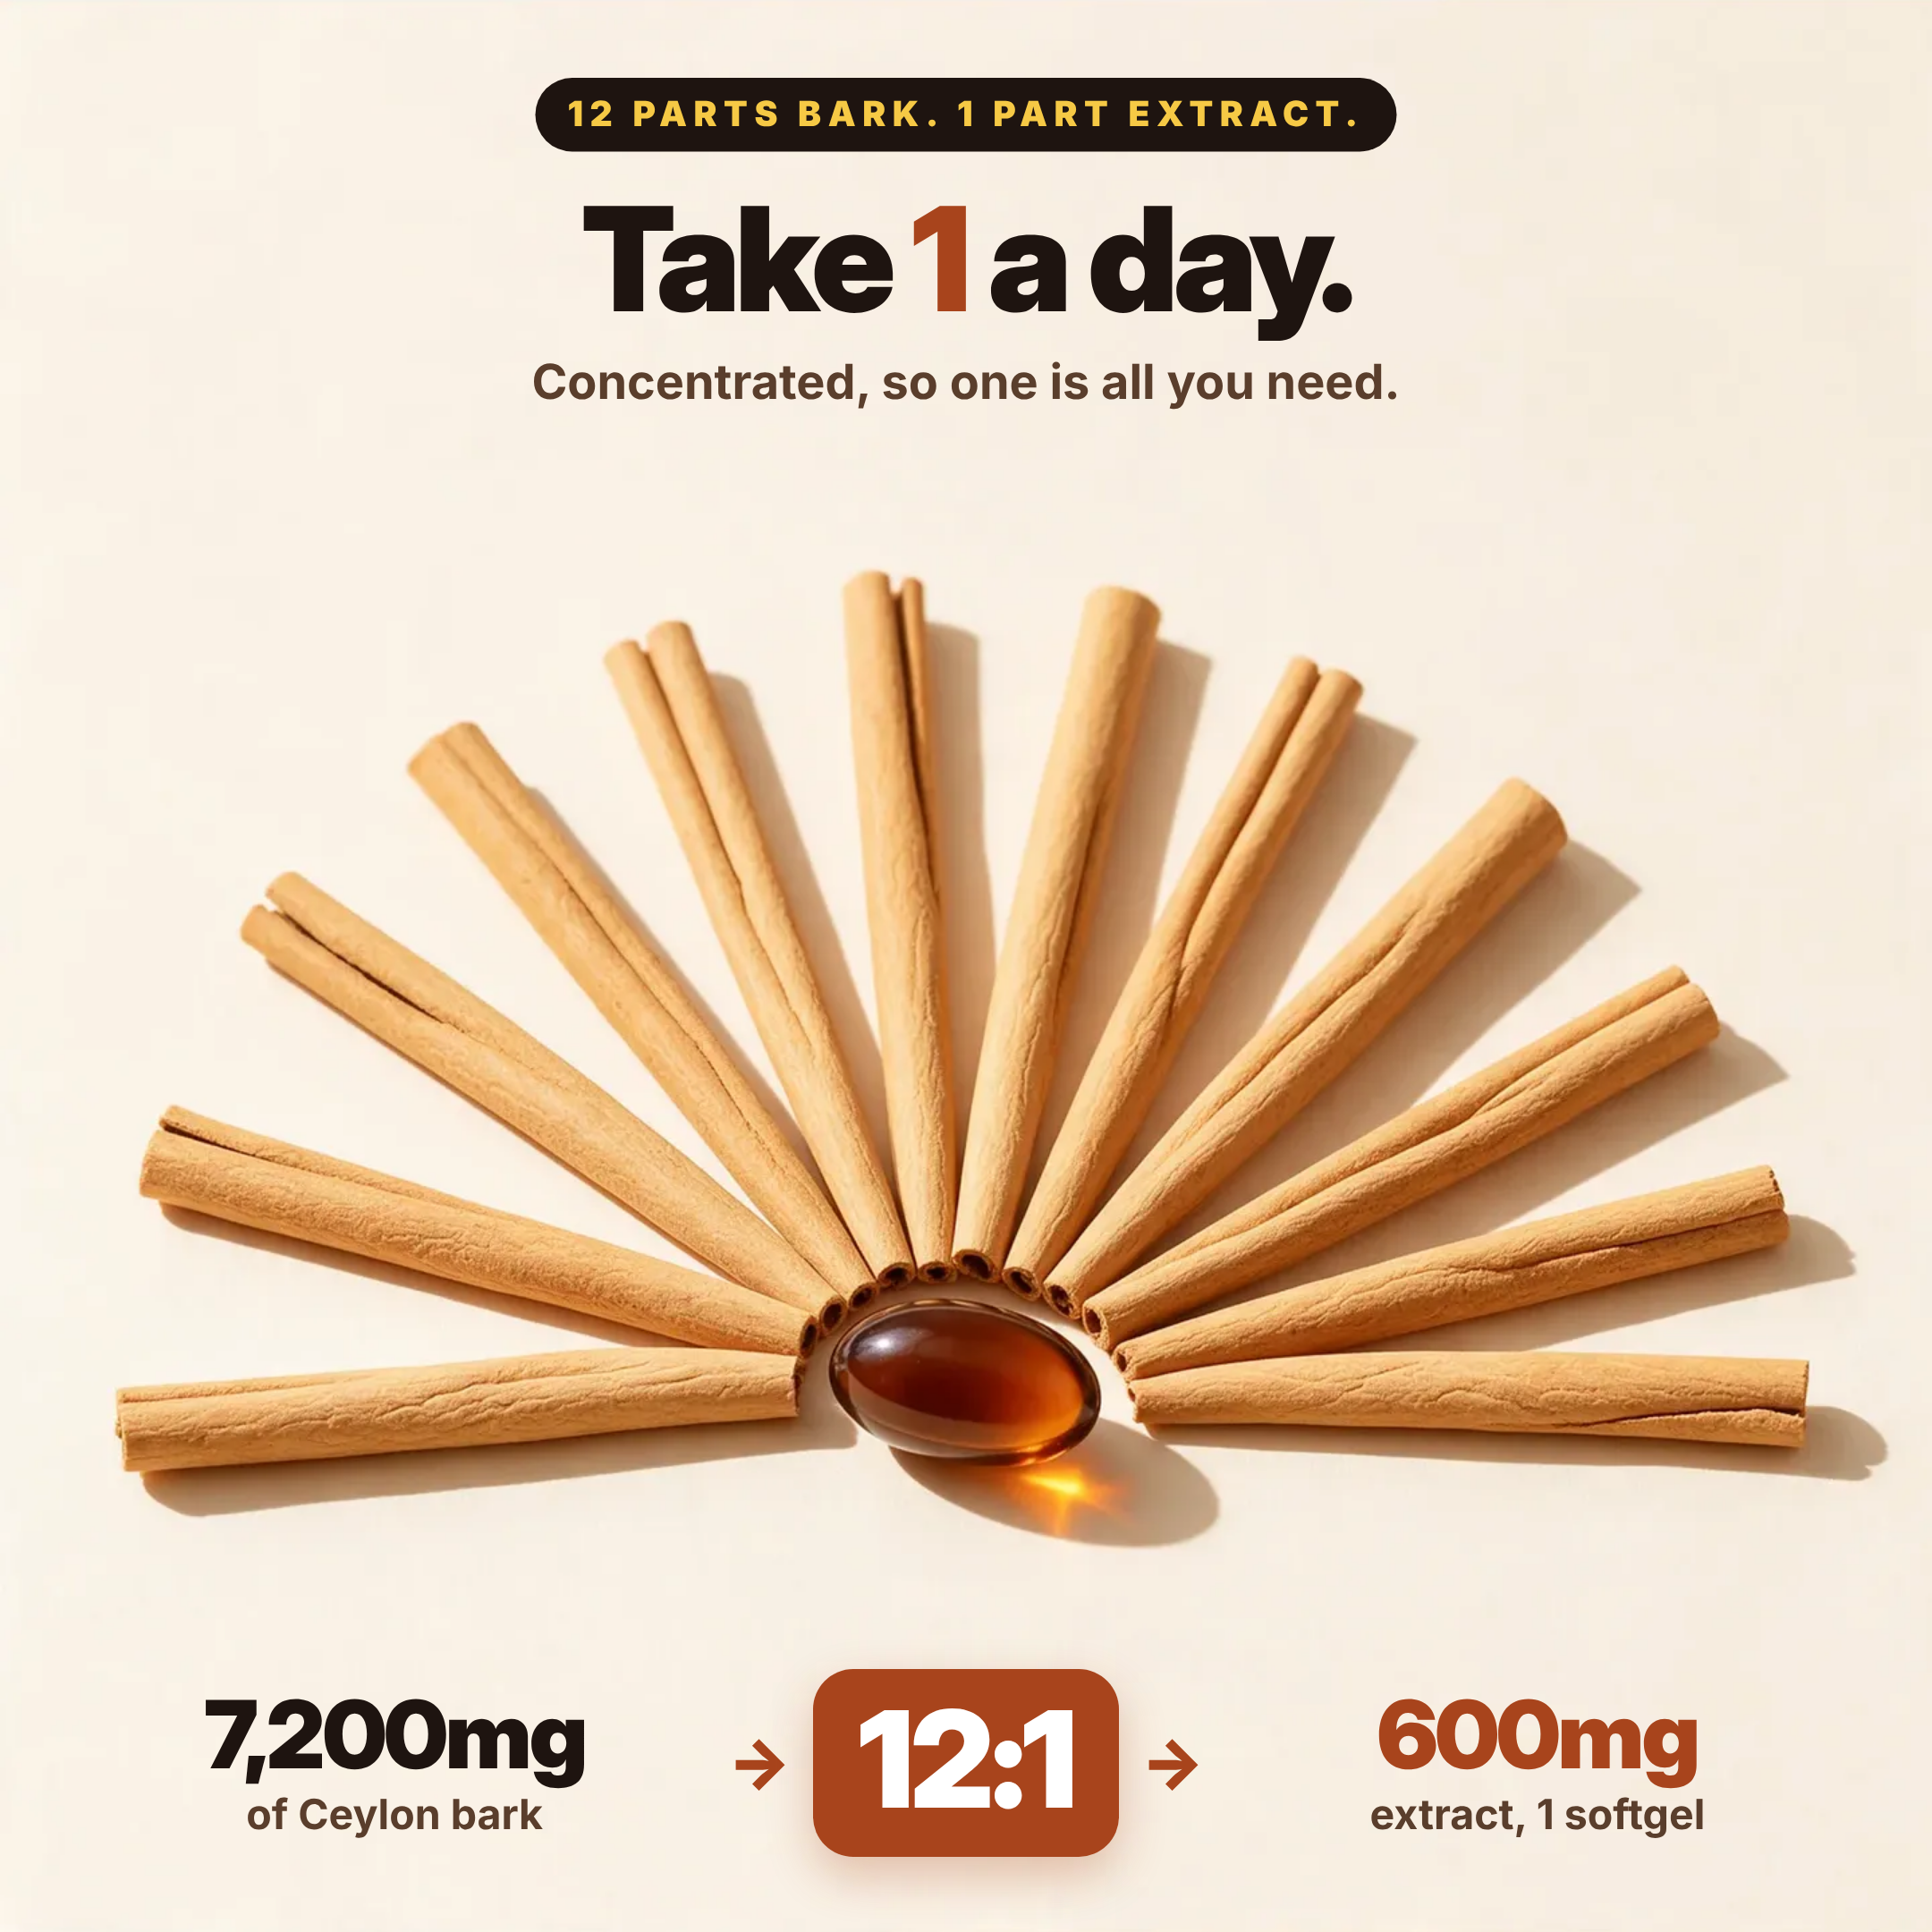 12 PARTS BARK. 1 PART EXTRACT.
Take 1 a day.
Concentrated, so one is all you need.
7,200mg
of Ceylon bark
→ 12:1 →
600mg
extract, 1 softgel